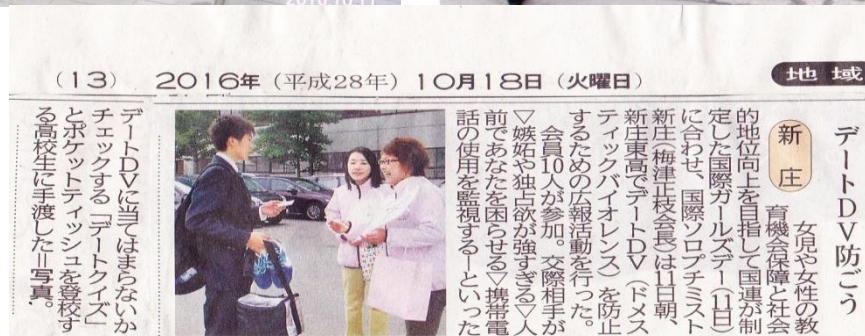 (13) 2016年(平成28年)10月18日(火曜日)
地域
デートDV防ごう
新庄
女児や女性の教
育機会保障と社会
的地位向上を目指して国連が制
定した国際ガールズデー(11日)
に合わせ、国際ソロプチミスト
新庄(梅津正枝会長)は11日朝、
新庄東高でデートDV(ドメス
ティックバイオレンス)を防止
するための広報活動を行った。
会員10人が参加。交際相手が
▽嫉妬や独占欲が強すぎる▽人
前であなたを困らせる▽携帯電
話の使用を監視する―といった
デートDVに当てはまらないか
チェックする「デートクイズ」
とポケットティッシュを登校す
る高校生に手渡した=写真。